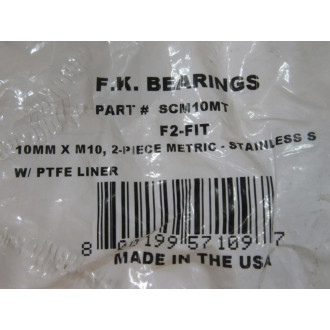 F.K. BEARINGS
PART # SCM10MT
F2-FIT
10MM X M10, 2-PIECE METRIC - STAINLESS S
W/ PTFE LINER
MADE IN THE USA